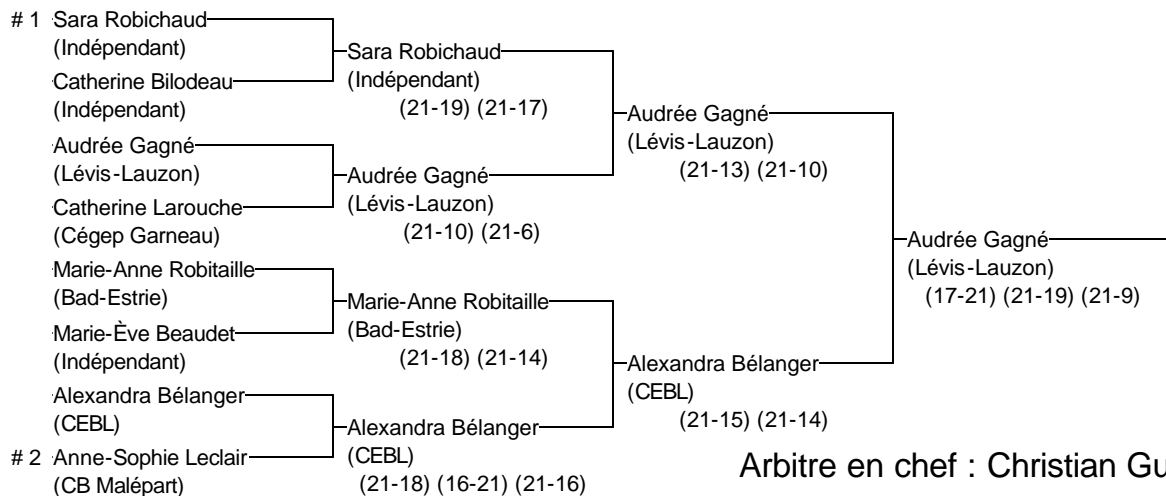 # 1 Sara Robichaud
(Indépendant)
Catherine Bilodeau
(Indépendant)
Audrée Gagné
(Lévis-Lauzon)
Catherine Larouche
(Cégep Garneau)
Marie-Anne Robitaille
(Bad-Estrie)
Marie-Ève Beaudet
(Indépendant)
Alexandra Bélanger
(CEBL)
# 2 Anne-Sophie Leclair
(CB Malépart)
Sara Robichaud
(Indépendant)
(21-19) (21-17)
Audrée Gagné
(Lévis-Lauzon)
(21-10) (21-6)
Marie-Anne Robitaille
(Bad-Estrie)
(21-18) (21-14)
Alexandra Bélanger
(CEBL)
(21-18) (16-21) (21-16)
Audrée Gagné
(Lévis-Lauzon)
(21-13) (21-10)
Alexandra Bélanger
(CEBL)
(21-15) (21-14)
Audrée Gagné
(Lévis-Lauzon)
(17-21) (21-19) (21-9)
Arbitre en chef : Christian